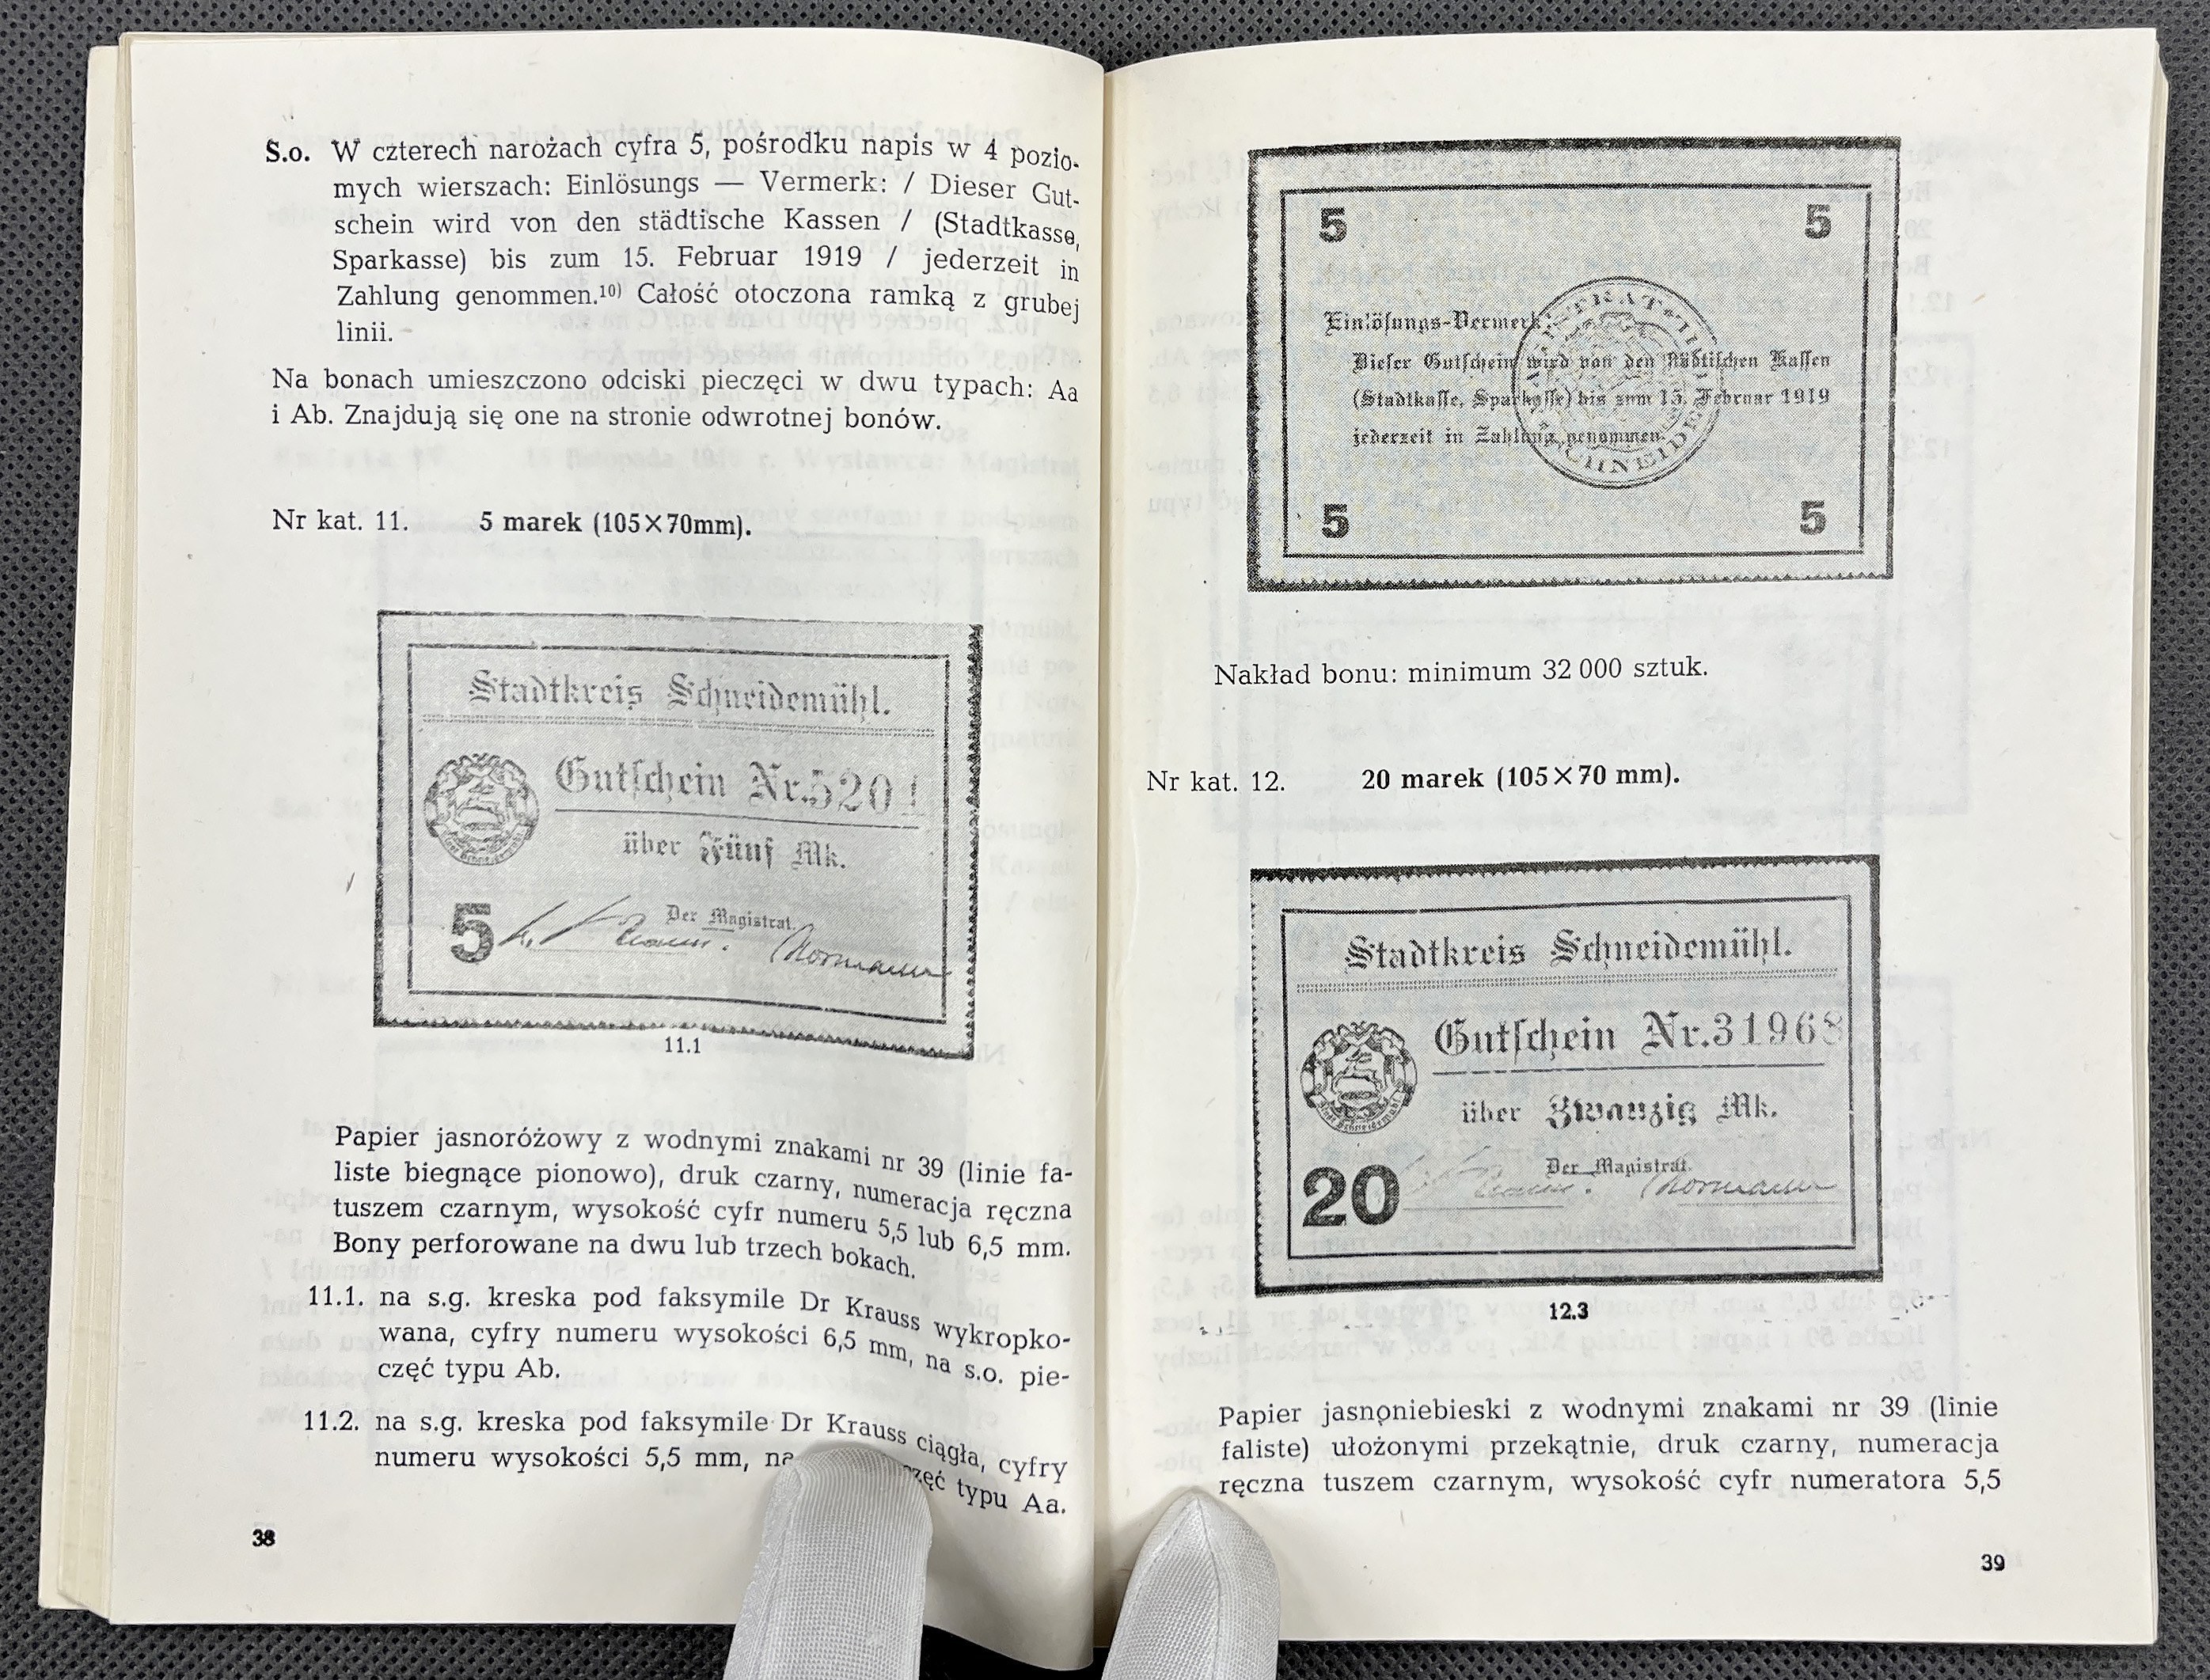 S.o. W czterech narożach cyfra 5, pośrodku napis w 4 pozio-
mych wierszach: Einlösungs — Vermerk: / Dieser Gut-
schein wird von den städtische Kassen / (Stadtkasse,
Sparkasse) bis zum 15. Februar 1919 / jederzeit in
Zahlung genommen.¹⁰⁾ Całość otoczona ramką z grubej
linii.
Na bonach umieszczono odciski pieczęci w dwu typach: Aa
i Ab. Znajdują się one na stronie odwrotnej bonów.
Nr kat. 11. 5 marek (105×70mm).
Stadtkreis Schneidemühl.
Gutschein Nr. 5201
über Fünf Mk.
Der Magistrat.
5
11.1
Papier jasnoróżowy z wodnymi znakami nr 39 (linie fa-
liste biegnące pionowo), druk czarny, numeracja ręczna
tuszem czarnym, wysokość cyfr numeru 5,5 lub 6,5 mm.
Bony perforowane na dwu lub trzech bokach.
11.1. na s.g. kreska pod faksymile Dr Krauss wykropko-
wana, cyfry numeru wysokości 6,5 mm, na s.o. pie-
częć typu Ab.
11.2. na s.g. kreska pod faksymile Dr Krauss ciągła, cyfry
numeru wysokości 5,5 mm, na częć typu Aa.
38
5 5
Einlösungs-Vermerk:
Dieser Gutschein wird von den städtischen Kassen
(Stadtkasse, Sparkasse) bis zum 15. Februar 1919
jederzeit in Zahlung genommen.
5 5
Nakład bonu: minimum 32 000 sztuk.
Nr kat. 12. 20 marek (105×70 mm).
Stadtkreis Schneidemühl.
Gutschein Nr. 31968
über Zwanzig Mk.
Der Magistrat.
20
12.3
Papier jasnoniebieski z wodnymi znakami nr 39 (linie
faliste) ułożonymi przekątnie, druk czarny, numeracja
ręczna tuszem czarnym, wysokość cyfr numeratora 5,5
39